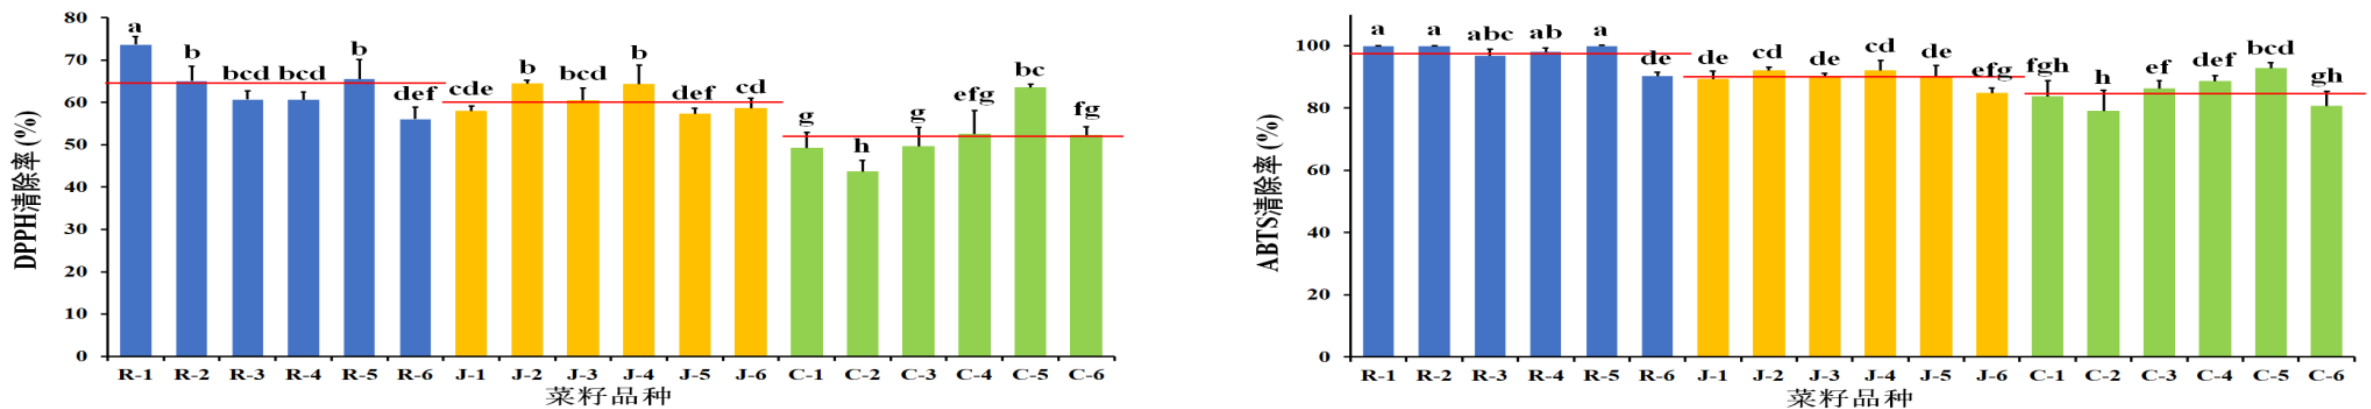 80
70
60
50
40
30
20
10
0
DPPH清除率 (%)
a b bcd bcd b def cde b bcd b def cd g h g efg bc fg
R-1 R-2 R-3 R-4 R-5 R-6 J-1 J-2 J-3 J-4 J-5 J-6 C-1 C-2 C-3 C-4 C-5 C-6
菜籽品种
100
80
60
40
20
0
ABTS清除率 (%)
a a abc ab a de de cd de cd de efg fgh h ef def bcd gh
R-1 R-2 R-3 R-4 R-5 R-6 J-1 J-2 J-3 J-4 J-5 J-6 C-1 C-2 C-3 C-4 C-5 C-6
菜籽品种